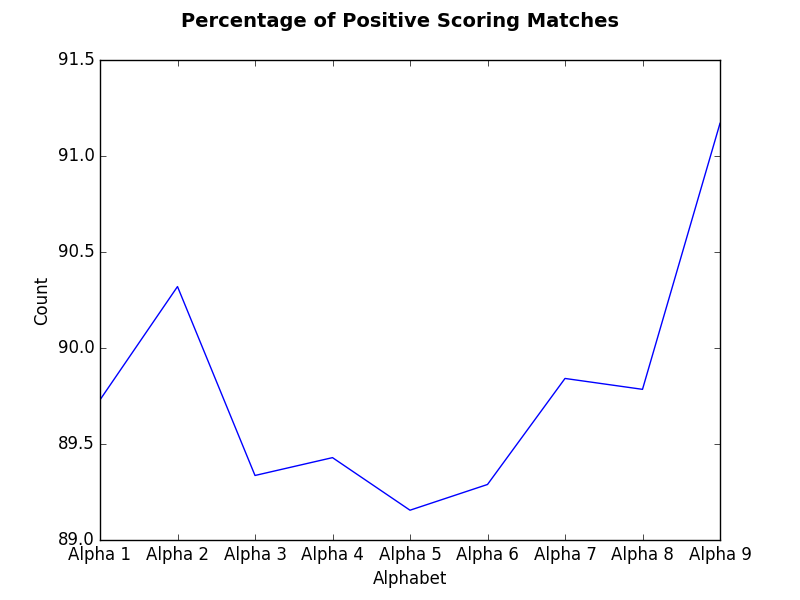 Percentage of Positive Scoring Matches
91.5
91.0
90.5
90.0
89.5
89.0
Count
Alpha 1 Alpha 2 Alpha 3 Alpha 4 Alpha 5 Alpha 6 Alpha 7 Alpha 8 Alpha 9
Alphabet